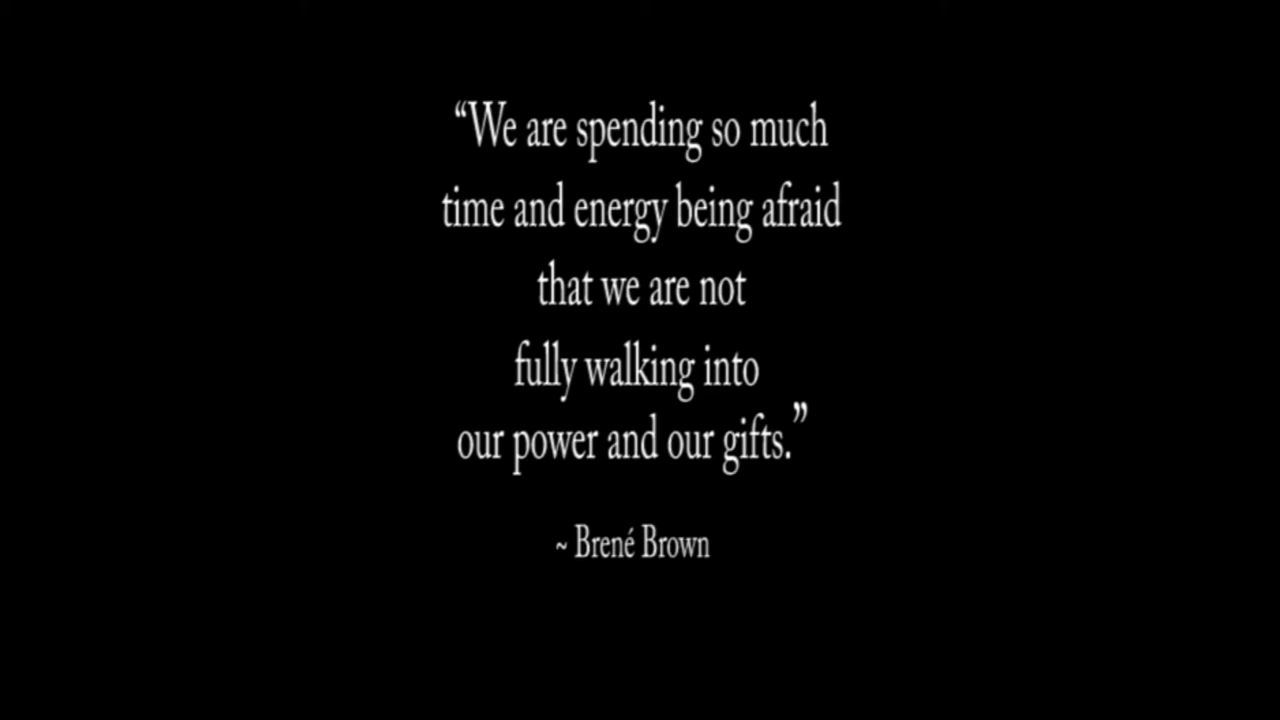 “We are spending so much
time and energy being afraid
that we are not
fully walking into
our power and our gifts.”
~ Brené Brown